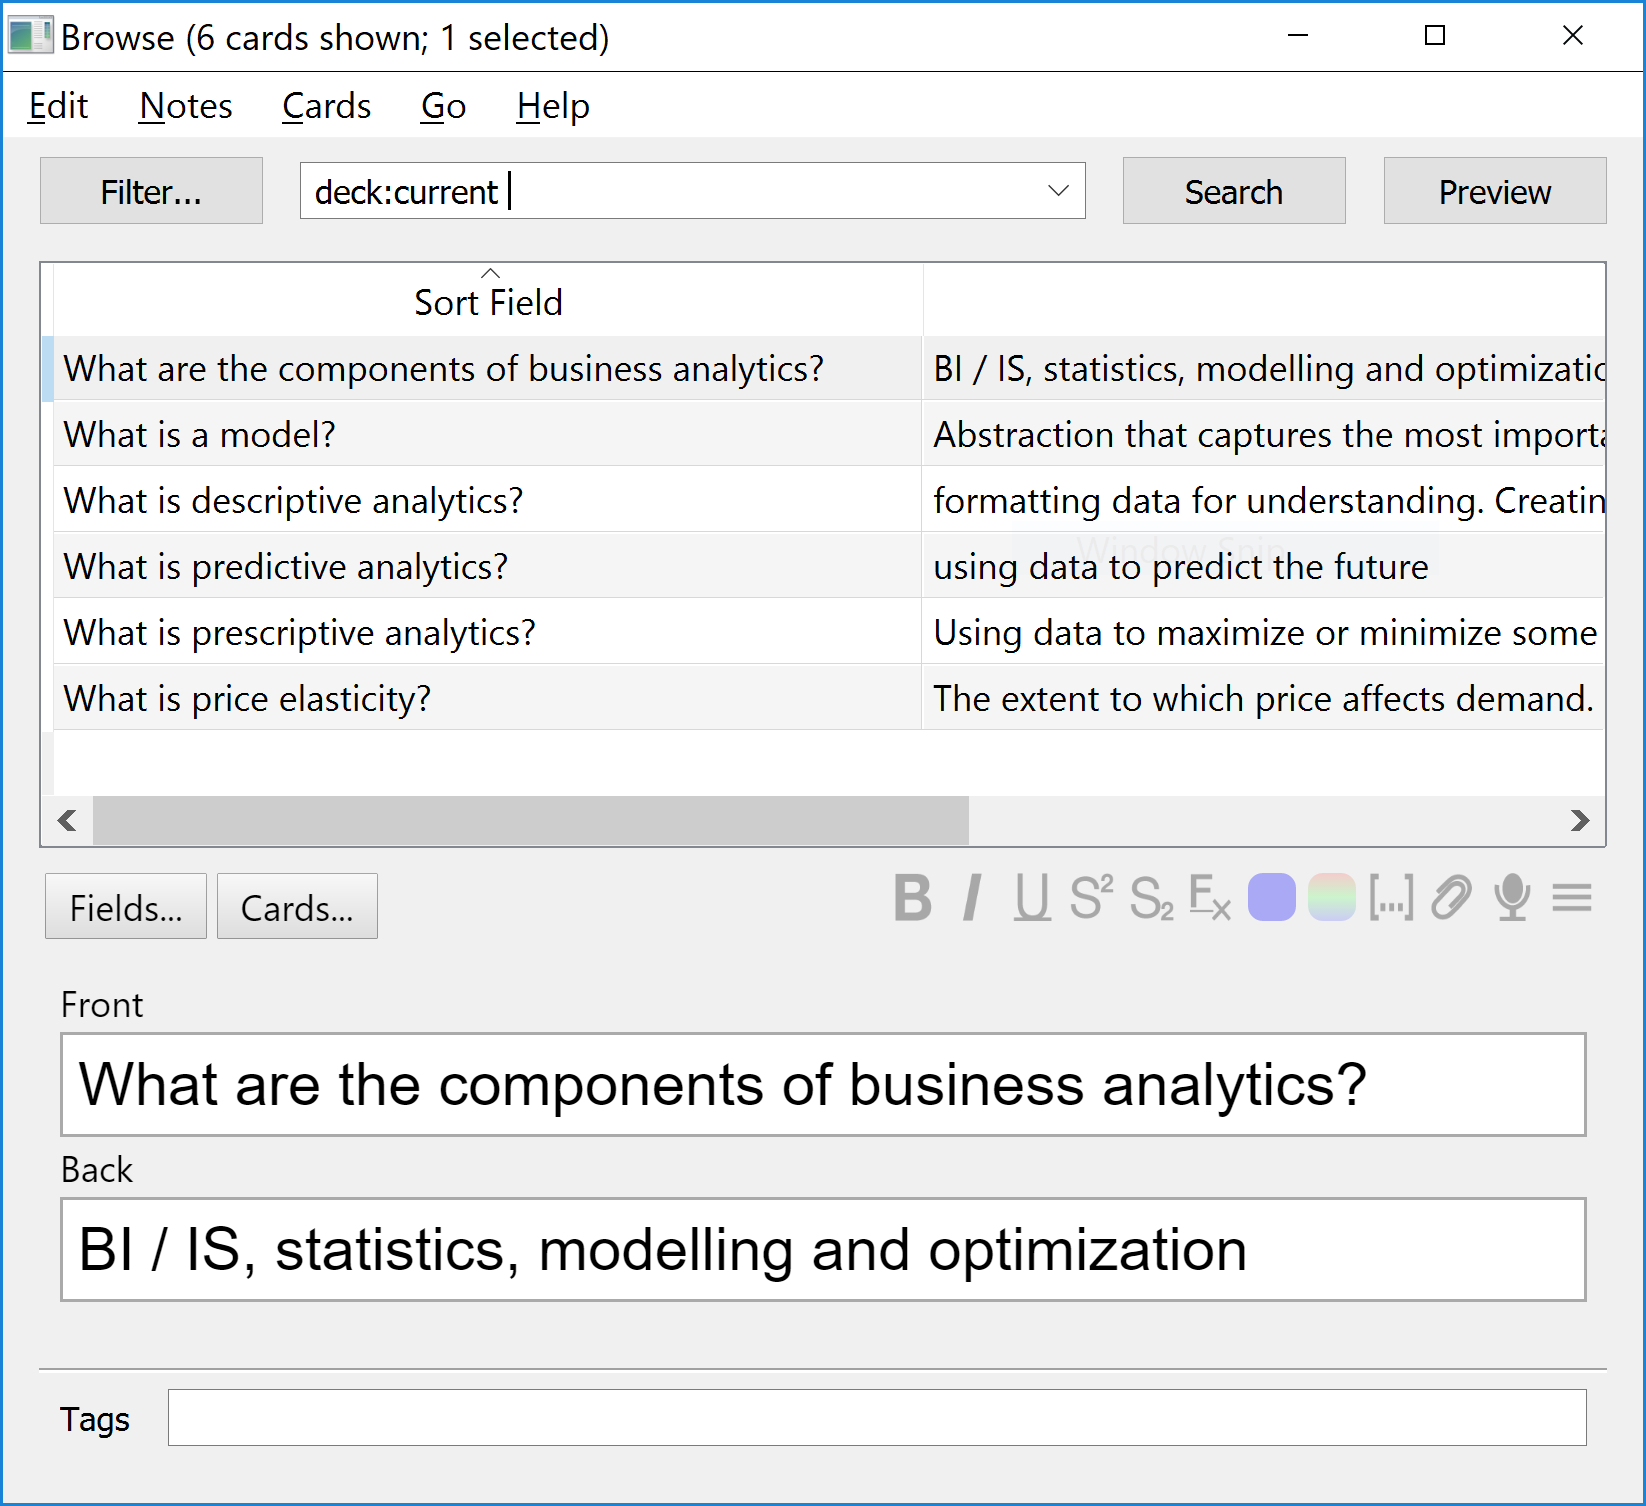 Browse (6 cards shown; 1 selected)
Edit Notes Cards Go Help
Filter... deck:current Search Preview
Sort Field
What are the components of business analytics? BI / IS, statistics, modelling and optimizatio
What is a model? Abstraction that captures the most importa
What is descriptive analytics? formatting data for understanding. Creatin
Window Snip
What is predictive analytics? using data to predict the future
What is prescriptive analytics? Using data to maximize or minimize some
What is price elasticity? The extent to which price affects demand.
Fields... Cards... B I U S2 S2 Fx [...]
Front
What are the components of business analytics?
Back
BI / IS, statistics, modelling and optimization
Tags